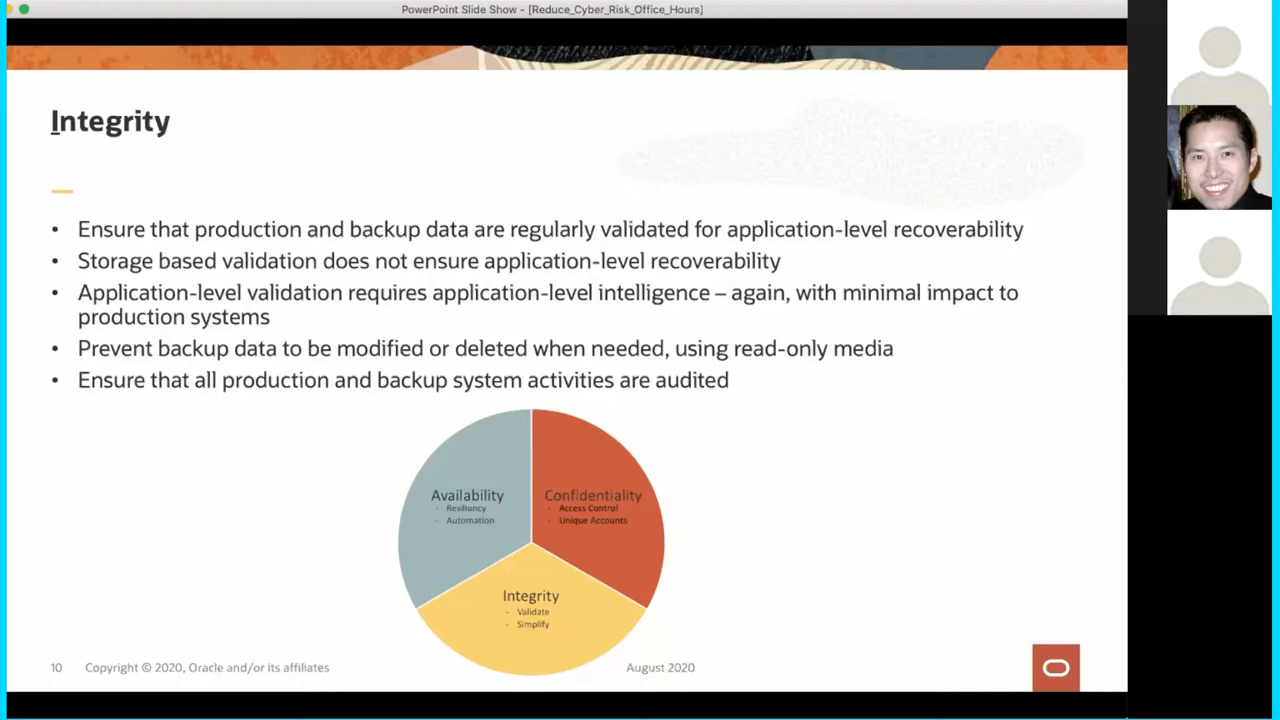 PowerPoint Slide Show - [Reduce_Cyber_Risk_Office_Hours]
Integrity
• Ensure that production and backup data are regularly validated for application-level recoverability
• Storage based validation does not ensure application-level recoverability
• Application-level validation requires application-level intelligence – again, with minimal impact to
production systems
• Prevent backup data to be modified or deleted when needed, using read-only media
• Ensure that all production and backup system activities are audited
Availability
- Resiliuncy
- Automation
Confidentiality
- Access Control
- Unique Accounts
Integrity
- Validate
- Simplify
10 Copyright © 2020, Oracle and/or its affiliates August 2020